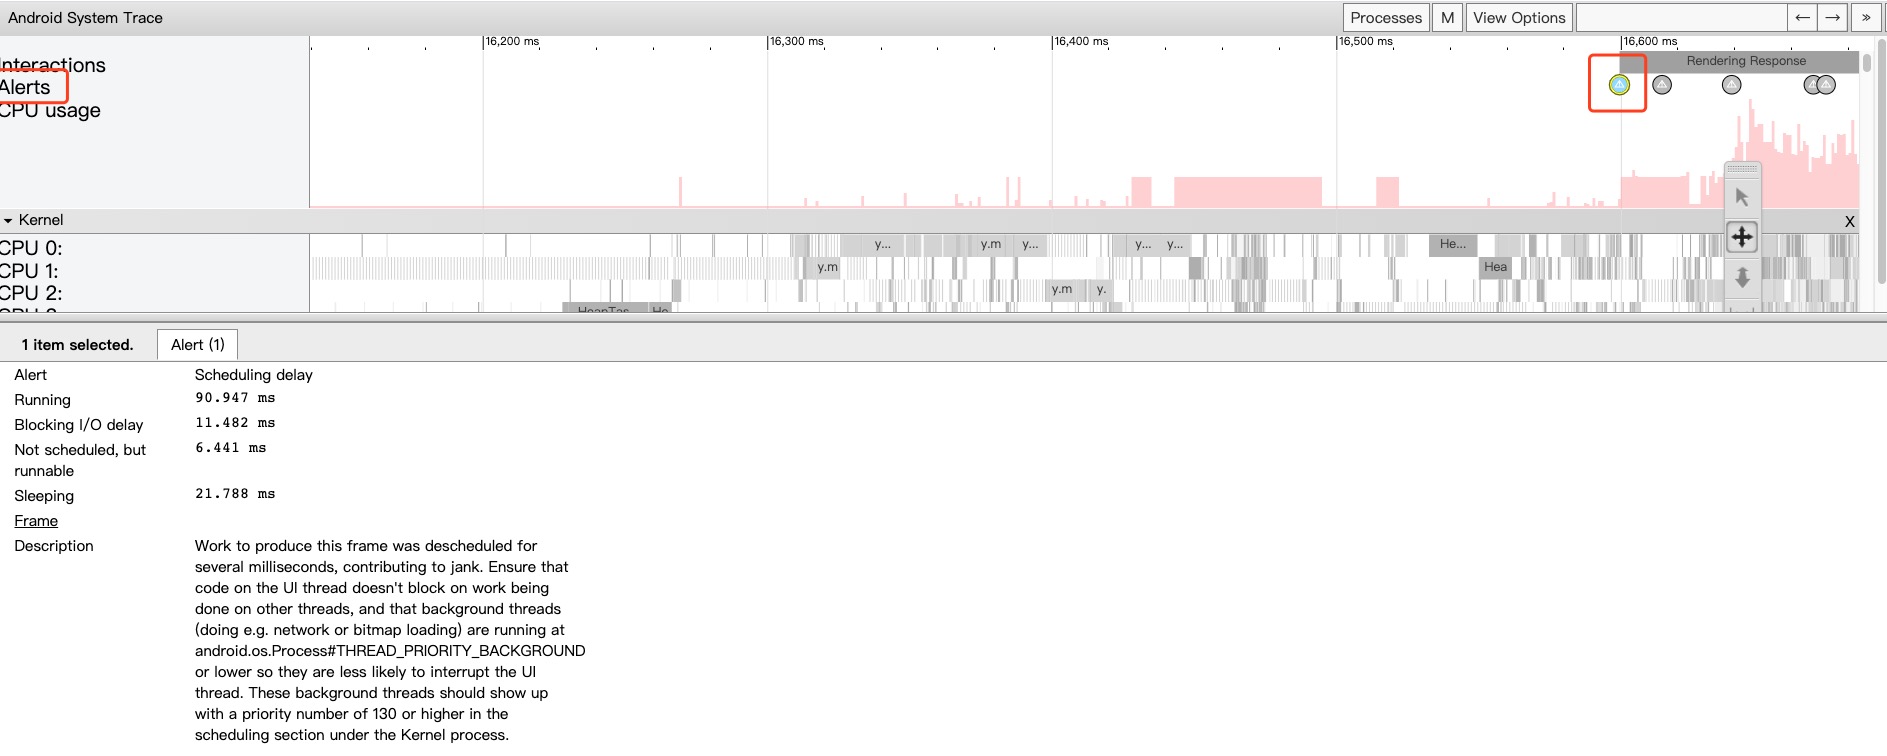 Android System Trace
Processes M View Options ← → »
16,200 ms 16,300 ms 16,400 ms 16,500 ms 16,600 ms
Interactions Rendering Response
Alerts
CPU usage
Kernel X
CPU 0: y... y.m y... y... y... He...
CPU 1: y.m Hea
CPU 2: y.m y.
HeapTas He
1 item selected. Alert (1)
Alert Scheduling delay
Running 90.947 ms
Blocking I/O delay 11.482 ms
Not scheduled, but 6.441 ms
runnable
Sleeping 21.788 ms
Frame
Description Work to produce this frame was descheduled for
several milliseconds, contributing to jank. Ensure that
code on the UI thread doesn't block on work being
done on other threads, and that background threads
(doing e.g. network or bitmap loading) are running at
android.os.Process#THREAD_PRIORITY_BACKGROUND
or lower so they are less likely to interrupt the UI
thread. These background threads should show up
with a priority number of 130 or higher in the
scheduling section under the Kernel process.